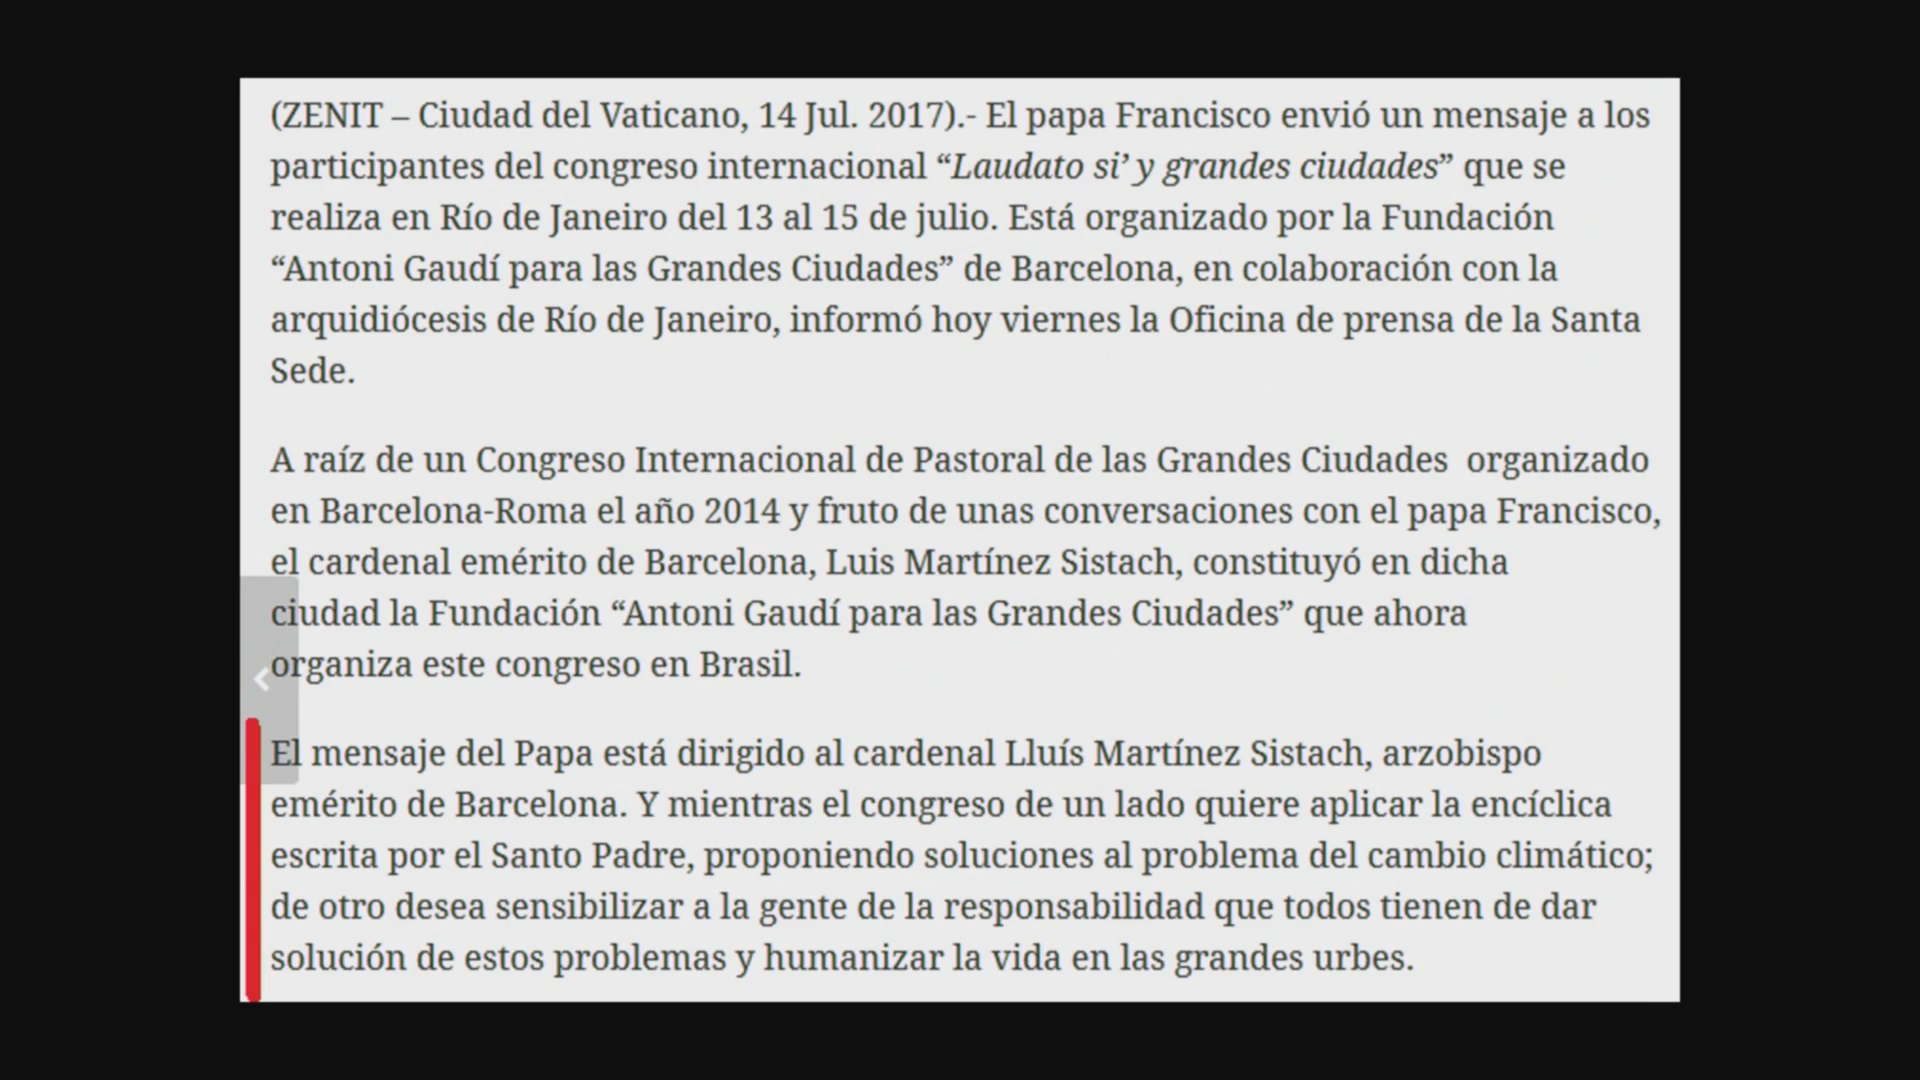 (ZENIT – Ciudad del Vaticano, 14 Jul. 2017).- El papa Francisco envió un mensaje a los
participantes del congreso internacional “Laudato si’ y grandes ciudades” que se
realiza en Río de Janeiro del 13 al 15 de julio. Está organizado por la Fundación
“Antoni Gaudí para las Grandes Ciudades” de Barcelona, en colaboración con la
arquidiócesis de Río de Janeiro, informó hoy viernes la Oficina de prensa de la Santa
Sede.
A raíz de un Congreso Internacional de Pastoral de las Grandes Ciudades organizado
en Barcelona-Roma el año 2014 y fruto de unas conversaciones con el papa Francisco,
el cardenal emérito de Barcelona, Luis Martínez Sistach, constituyó en dicha
ciudad la Fundación “Antoni Gaudí para las Grandes Ciudades” que ahora
organiza este congreso en Brasil.
El mensaje del Papa está dirigido al cardenal Lluís Martínez Sistach, arzobispo
emérito de Barcelona. Y mientras el congreso de un lado quiere aplicar la encíclica
escrita por el Santo Padre, proponiendo soluciones al problema del cambio climático;
de otro desea sensibilizar a la gente de la responsabilidad que todos tienen de dar
solución de estos problemas y humanizar la vida en las grandes urbes.